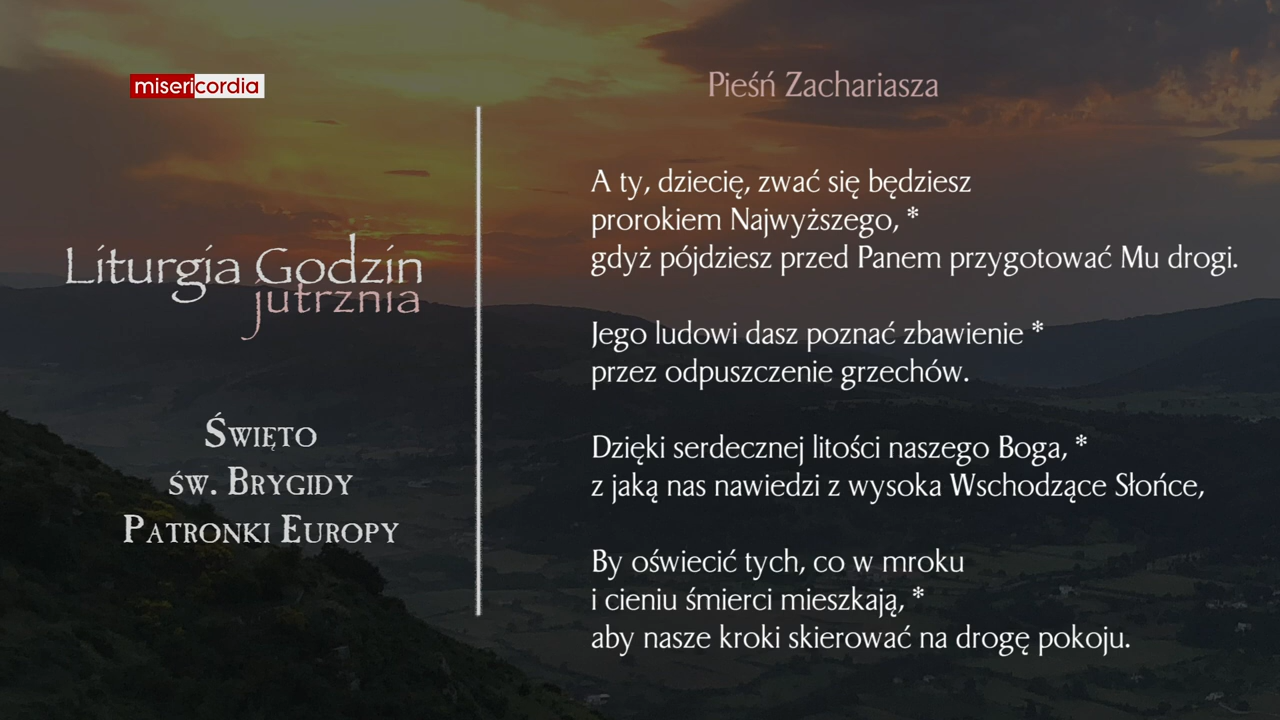 misericordia
Liturgia Godzin
jutrznia
Święto
św. Brygidy
Patronki Europy
Pieśń Zachariasza
A ty, dziecię, zwać się będziesz
prorokiem Najwyższego, *
gdyż pójdziesz przed Panem przygotować Mu drogi.
Jego ludowi dasz poznać zbawienie *
przez odpuszczenie grzechów.
Dzięki serdecznej litości naszego Boga, *
z jaką nas nawiedzi z wysoka Wschodzące Słońce,
By oświecić tych, co w mroku
i cieniu śmierci mieszkają, *
aby nasze kroki skierować na drogę pokoju.